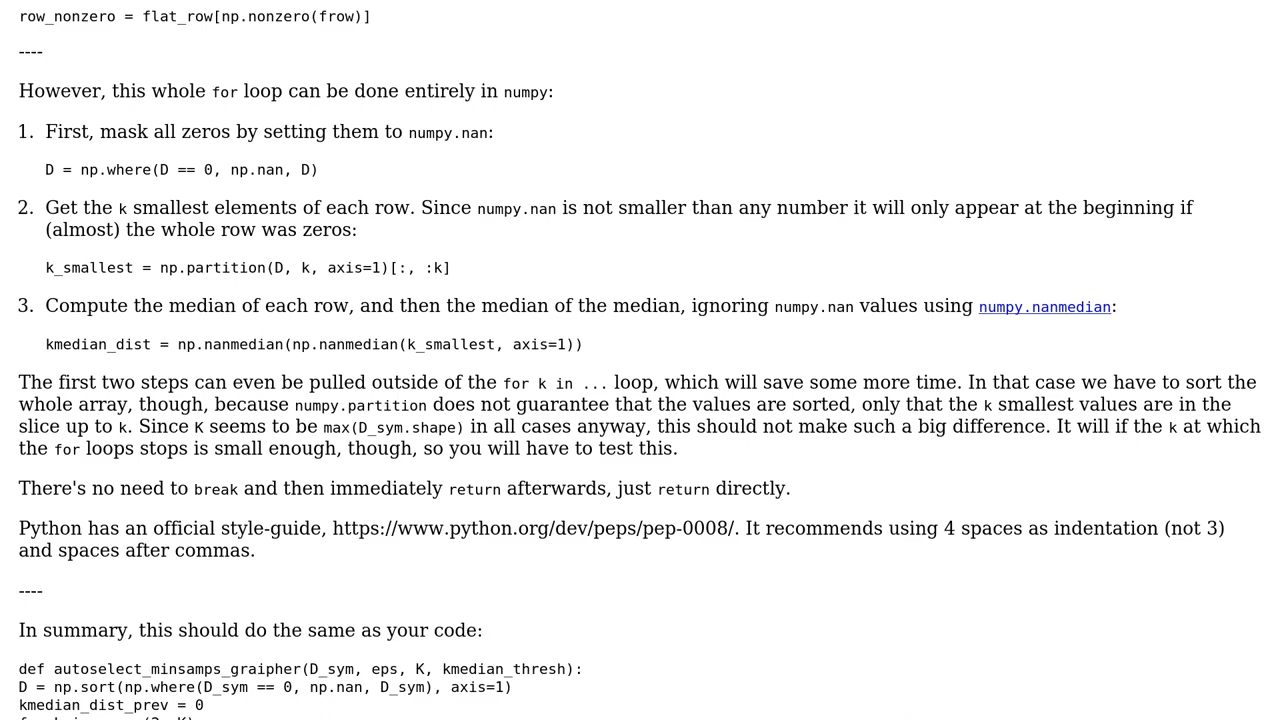 row_nonzero = flat_row[np.nonzero(frow)]
----
However, this whole for loop can be done entirely in numpy:
1. First, mask all zeros by setting them to numpy.nan:
D = np.where(D == 0, np.nan, D)
2. Get the k smallest elements of each row. Since numpy.nan is not smaller than any number it will only appear at the beginning if
(almost) the whole row was zeros:
k_smallest = np.partition(D, k, axis=1)[:, :k]
3. Compute the median of each row, and then the median of the median, ignoring numpy.nan values using numpy.nanmedian:
kmedian_dist = np.nanmedian(np.nanmedian(k_smallest, axis=1))
The first two steps can even be pulled outside of the for k in ... loop, which will save some more time. In that case we have to sort the
whole array, though, because numpy.partition does not guarantee that the values are sorted, only that the k smallest values are in the
slice up to k. Since K seems to be max(D_sym.shape) in all cases anyway, this should not make such a big difference. It will if the k at which
the for loops stops is small enough, though, so you will have to test this.
There's no need to break and then immediately return afterwards, just return directly.
Python has an official style-guide, https://www.python.org/dev/peps/pep-0008/. It recommends using 4 spaces as indentation (not 3)
and spaces after commas.
----
In summary, this should do the same as your code:
def autoselect_minsamps_graipher(D_sym, eps, K, kmedian_thresh):
D = np.sort(np.where(D_sym == 0, np.nan, D_sym), axis=1)
kmedian_dist_prev = 0